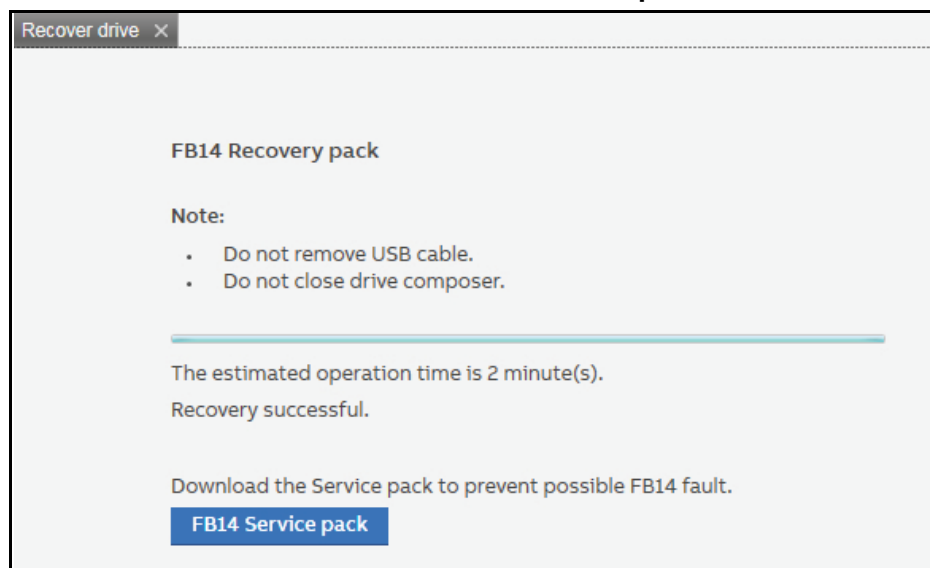 Recover drive ×
FB14 Recovery pack
Note:
• Do not remove USB cable.
• Do not close drive composer.
The estimated operation time is 2 minute(s).
Recovery successful.
Download the Service pack to prevent possible FB14 fault.
FB14 Service pack